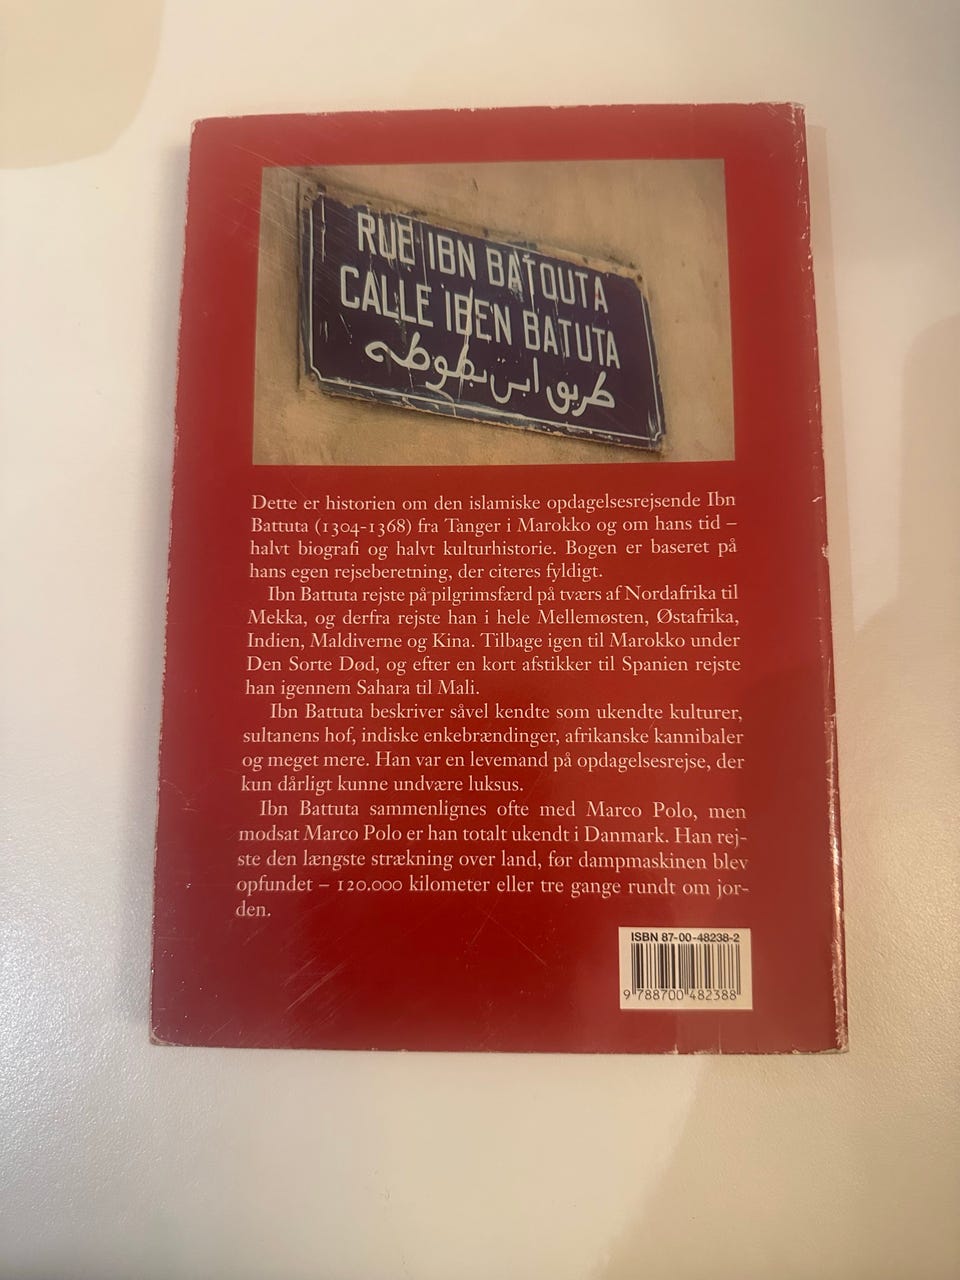 RUE IBN BATOUTA
CALLE IBEN BATUTA
طريق ابن بطوطه
Dette er historien om den islamiske opdagelsesrejsende Ibn
Battuta (1304-1368) fra Tanger i Marokko og om hans tid –
halvt biografi og halvt kulturhistorie. Bogen er baseret på
hans egen rejseberetning, der citeres fyldigt.
Ibn Battuta rejste på pilgrimsfærd på tværs af Nordafrika til
Mekka, og derfra rejste han i hele Mellemøsten, Østafrika,
Indien, Maldiverne og Kina. Tilbage igen til Marokko under
Den Sorte Død, og efter en kort afstikker til Spanien rejste
han igennem Sahara til Mali.
Ibn Battuta beskriver såvel kendte som ukendte kulturer,
sultanens hof, indiske enkebrændinger, afrikanske kannibaler
og meget mere. Han var en levemand på opdagelsesrejse, der
kun dårligt kunne undvære luksus.
Ibn Battuta sammenlignes ofte med Marco Polo, men
modsat Marco Polo er han totalt ukendt i Danmark. Han rej-
ste den længste strækning over land, før dampmaskinen blev
opfundet – 120.000 kilometer eller tre gange rundt om jor-
den.
ISBN 87-00-48238-2
9 788700 482388